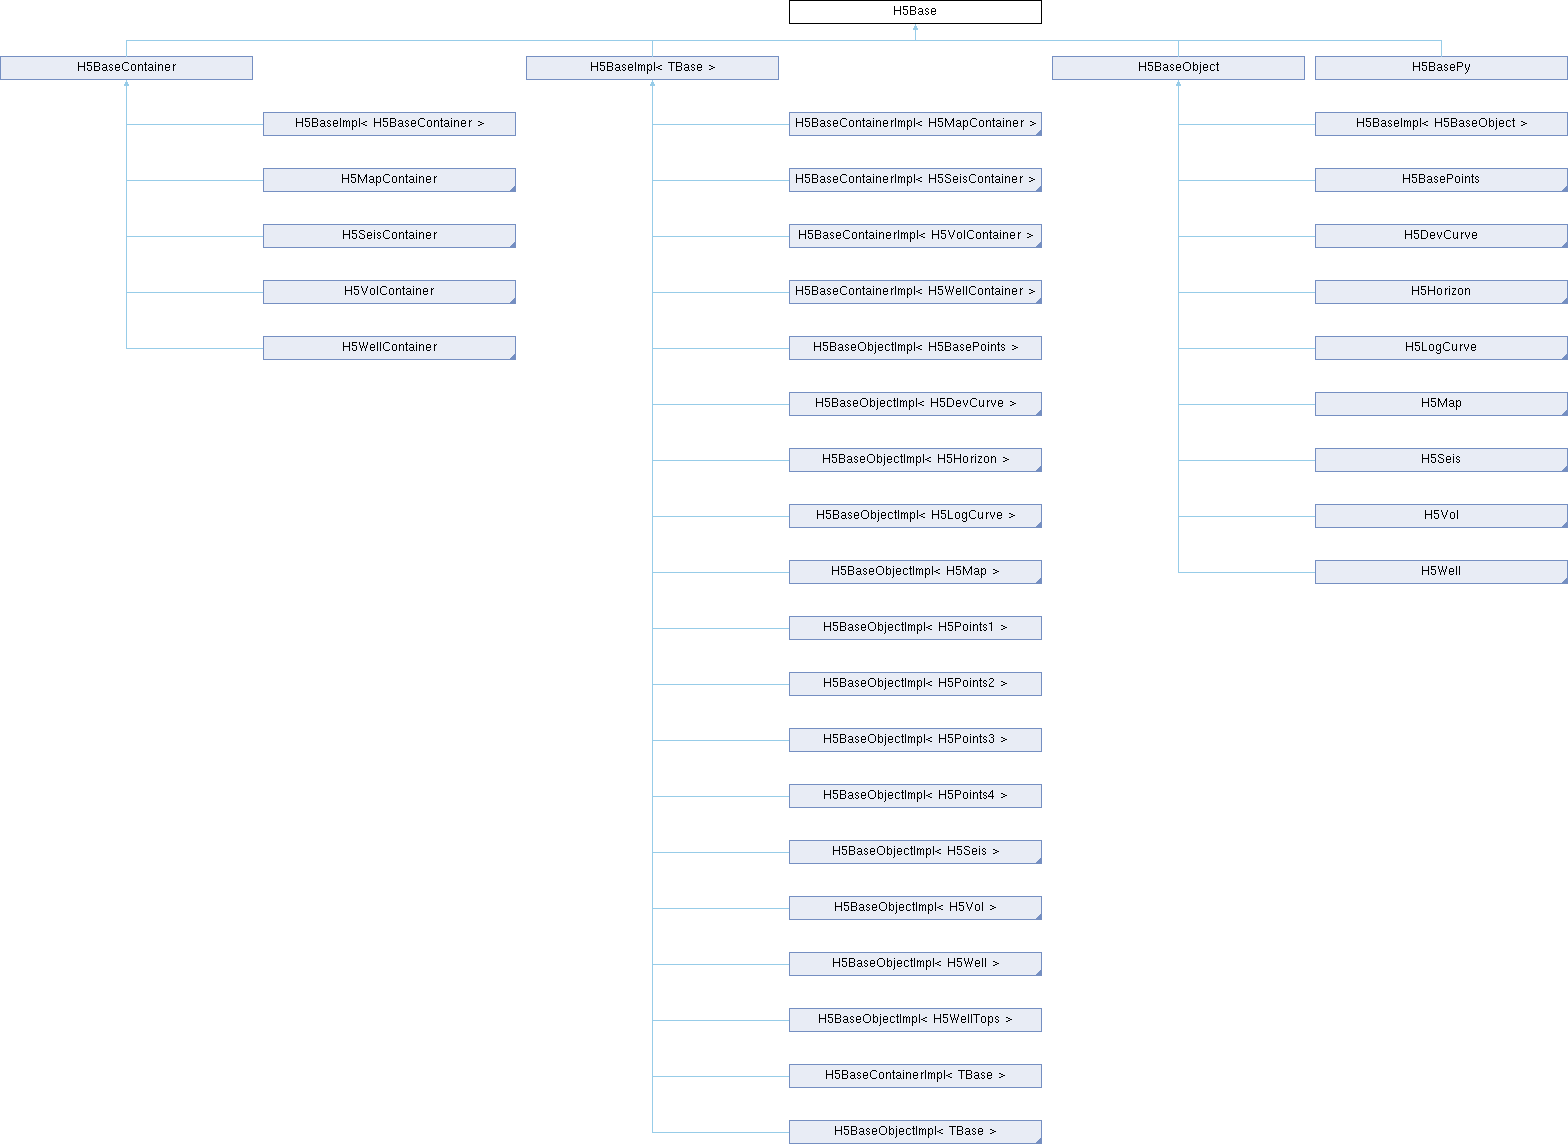 H5Base
H5BaseContainer
H5BaseImpl< TBase >
H5BaseObject
H5BasePy
H5BaseImpl< H5BaseContainer >
H5MapContainer
H5SeisContainer
H5VolContainer
H5WellContainer
H5BaseContainerImpl< H5MapContainer >
H5BaseContainerImpl< H5SeisContainer >
H5BaseContainerImpl< H5VolContainer >
H5BaseContainerImpl< H5WellContainer >
H5BaseObjectImpl< H5BasePoints >
H5BaseObjectImpl< H5DevCurve >
H5BaseObjectImpl< H5Horizon >
H5BaseObjectImpl< H5LogCurve >
H5BaseObjectImpl< H5Map >
H5BaseObjectImpl< H5Points1 >
H5BaseObjectImpl< H5Points2 >
H5BaseObjectImpl< H5Points3 >
H5BaseObjectImpl< H5Points4 >
H5BaseObjectImpl< H5Seis >
H5BaseObjectImpl< H5Vol >
H5BaseObjectImpl< H5Well >
H5BaseObjectImpl< H5WellTops >
H5BaseContainerImpl< TBase >
H5BaseObjectImpl< TBase >
H5BaseImpl< H5BaseObject >
H5BasePoints
H5DevCurve
H5Horizon
H5LogCurve
H5Map
H5Seis
H5Vol
H5Well